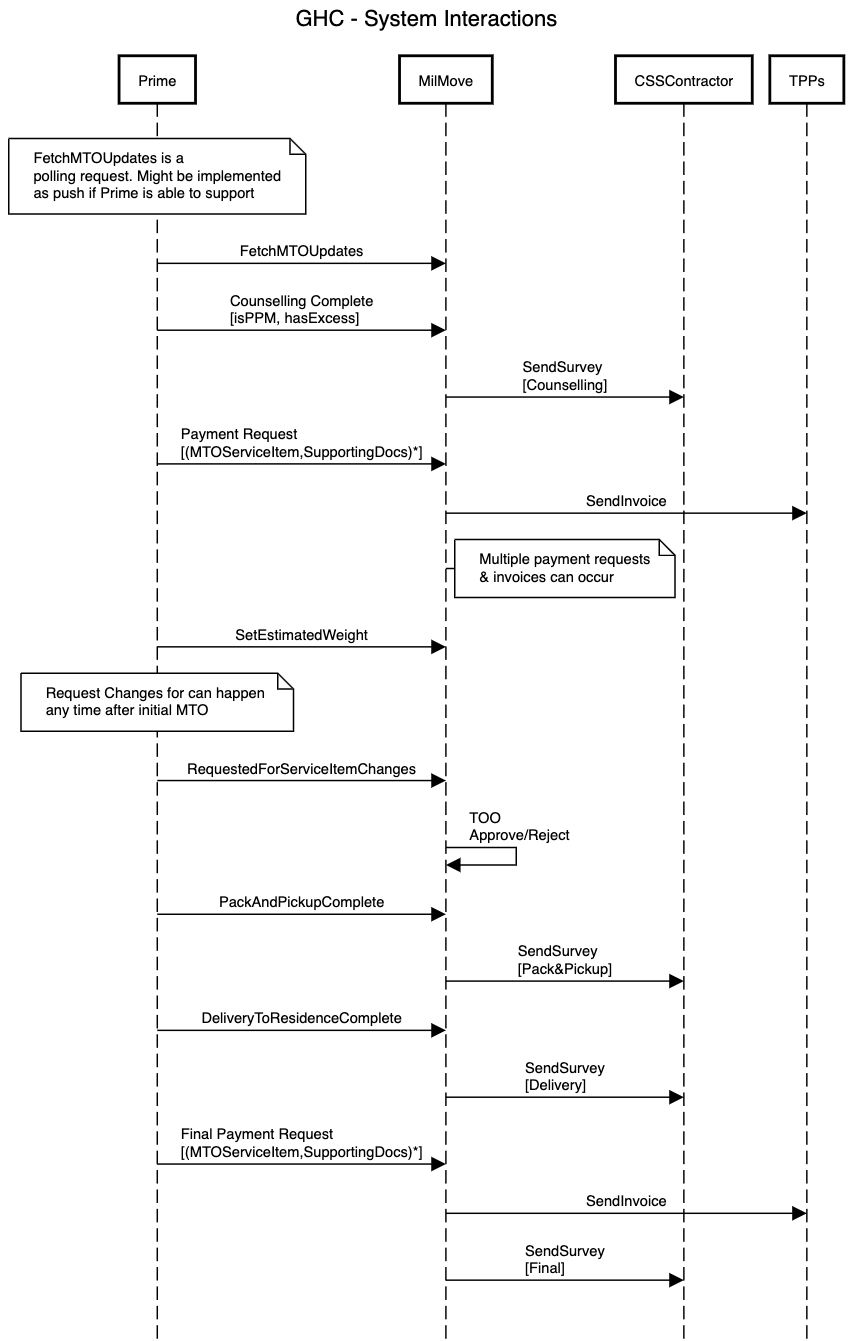 GHC - System Interactions
Prime
MilMove
CSSContractor
TPPs
FetchMTOUpdates is a
polling request. Might be implemented
as push if Prime is able to support
FetchMTOUpdates
Counselling Complete
[isPPM, hasExcess]
SendSurvey
[Counselling]
Payment Request
[(MTOServiceItem,SupportingDocs)*]
SendInvoice
Multiple payment requests
& invoices can occur
SetEstimatedWeight
Request Changes for can happen
any time after initial MTO
RequestedForServiceItemChanges
TOO
Approve/Reject
PackAndPickupComplete
SendSurvey
[Pack&Pickup]
DeliveryToResidenceComplete
SendSurvey
[Delivery]
Final Payment Request
[(MTOServiceItem,SupportingDocs)*]
SendInvoice
SendSurvey
[Final]